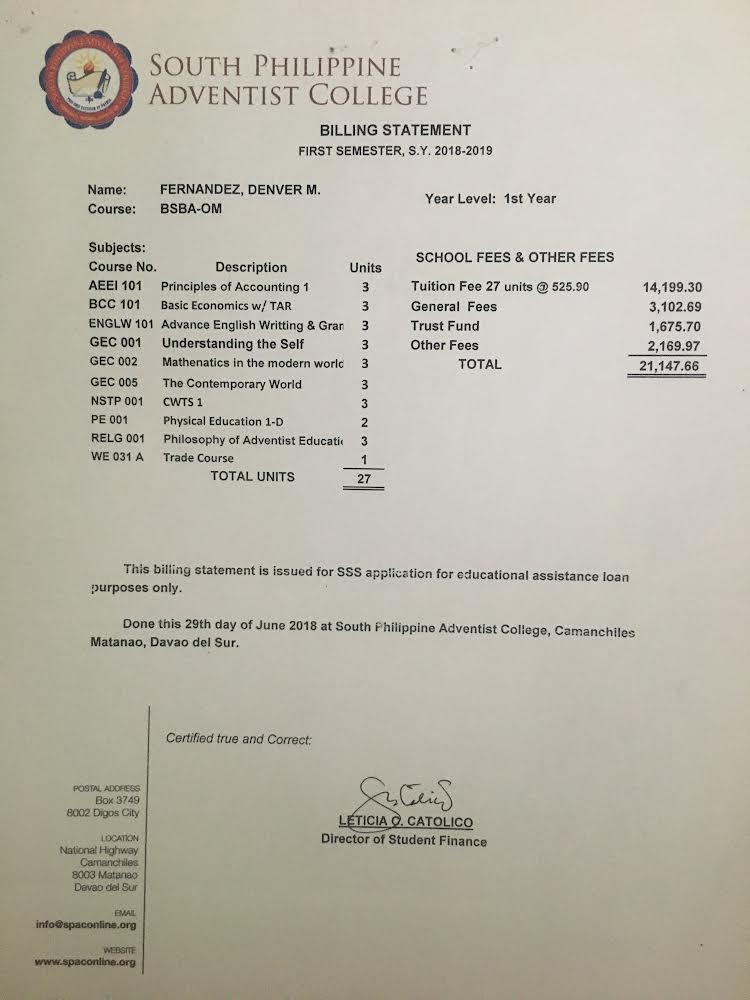 SOUTH PHILIPPINE
ADVENTIST COLLEGE
BILLING STATEMENT
FIRST SEMESTER, S.Y. 2018-2019
Name: FERNANDEZ, DENVER M.
Course: BSBA-OM
Year Level: 1st Year
Subjects:
Course No. Description Units
AEEI 101 Principles of Accounting 1 3
BCC 101 Basic Economics w/ TAR 3
ENGLW 101 Advance English Writting & Gran 3
GEC 001 Understanding the Self 3
GEC 002 Mathenatics in the modern world 3
GEC 005 The Contemporary World 3
NSTP 001 CWTS 1 3
PE 001 Physical Education 1-D 2
RELG 001 Philosophy of Adventist Educati 3
WE 031 A Trade Course 1
TOTAL UNITS 27
SCHOOL FEES & OTHER FEES
Tuition Fee 27 units @ 525.90 14,199.30
General Fees 3,102.69
Trust Fund 1,675.70
Other Fees 2,169.97
TOTAL 21,147.66
This billing statement is issued for SSS application for educational assistance loan
purposes only.
Done this 29th day of June 2018 at South Philippine Adventist College, Camanchiles
Matanao, Davao del Sur.
Certified true and Correct:
LETICIA O. CATOLICO
Director of Student Finance
POSTAL ADDRESS
Box 3749
8002 Digos City
LOCATION
National Highway
Camanchiles
8003 Matanao
Davao del Sur
EMAIL
info@spaconline.org
WEBSITE
www.spaconline.org